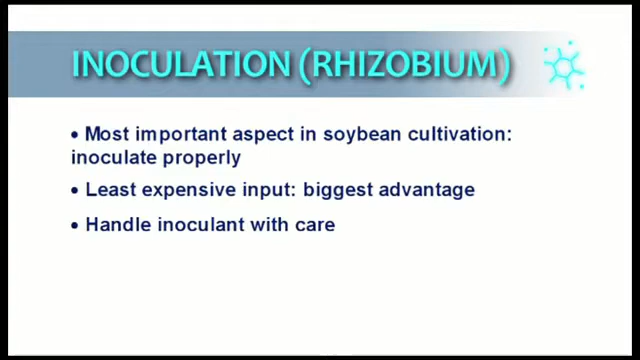 INOCULATION (RHIZOBIUM)
• Most important aspect in soybean cultivation:
inoculate properly
• Least expensive input: biggest advantage
• Handle inoculant with care